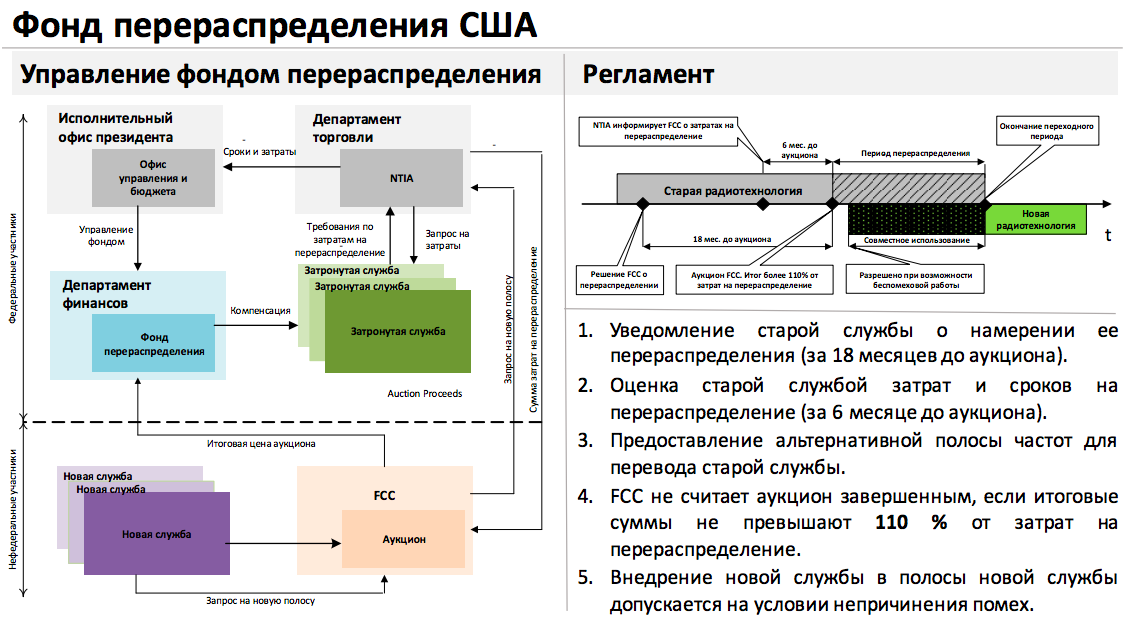 Фонд перераспределения США
Управление фондом перераспределения
Исполнительный
офис президента
Офис
управления и
бюджета
Сроки и затраты
Департамент
торговли
NTIA
Управление
фондом
Требования по
затратам на
перераспределение
Запрос на
затраты
Департамент
финансов
Фонд
перераспределения
Компенсация
Затронутая служба
Затронутая служба
Затронутая служба
Auction Proceeds
Запрос на новую полосу
Сумма затрат на перераспределение
Федеральные участники
Нефедеральные участники
Итоговая цена аукциона
Новая служба
Новая служба
Новая служба
FCC
Аукцион
Запрос на новую полосу
Регламент
NTIA информирует FCC о затратах на
перераспределение
6 мес. до
аукциона
Период перераспределения
Окончание переходного
периода
Старая радиотехнология
Новая
радиотехнология
t
18 мес. до аукциона
Совместное использование
Решение FCC о
перераспределении
Аукцион FCC. Итог более 110% от
затрат на перераспределение
Разрешено при возможности
беспомеховой работы
1. Уведомление старой службы о намерении ее
перераспределения (за 18 месяцев до аукциона).
2. Оценка старой службой затрат и сроков на
перераспределение (за 6 месяце до аукциона).
3. Предоставление альтернативной полосы частот для
перевода старой службы.
4. FCC не считает аукцион завершенным, если итоговые
суммы не превышают 110 % от затрат на
перераспределение.
5. Внедрение новой службы в полосы новой службы
допускается на условии непричинения помех.